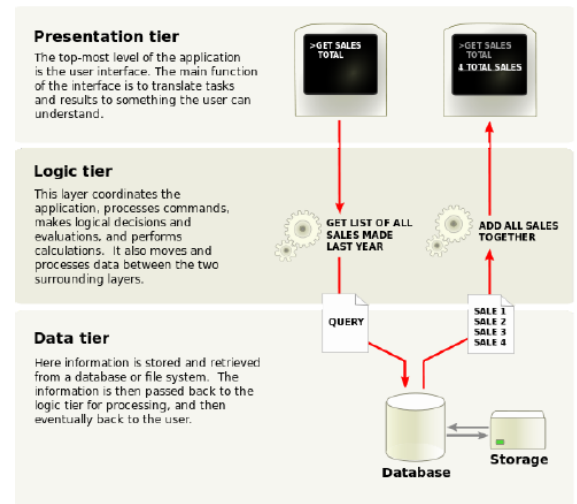 Presentation tier
The top-most level of the application
is the user interface. The main function
of the interface is to translate tasks
and results to something the user can
understand.
>GET SALES
TOTAL
>GET SALES
TOTAL
4 TOTAL SALES
Logic tier
This layer coordinates the
application, processes commands,
makes logical decisions and
evaluations, and performs
calculations. It also moves and
processes data between the two
surrounding layers.
GET LIST OF ALL
SALES MADE
LAST YEAR
ADD ALL SALES
TOGETHER
QUERY
SALE 1
SALE 2
SALE 3
SALE 4
Data tier
Here information is stored and retrieved
from a database or file system. The
information is then passed back to the
logic tier for processing, and then
eventually back to the user.
Database
Storage